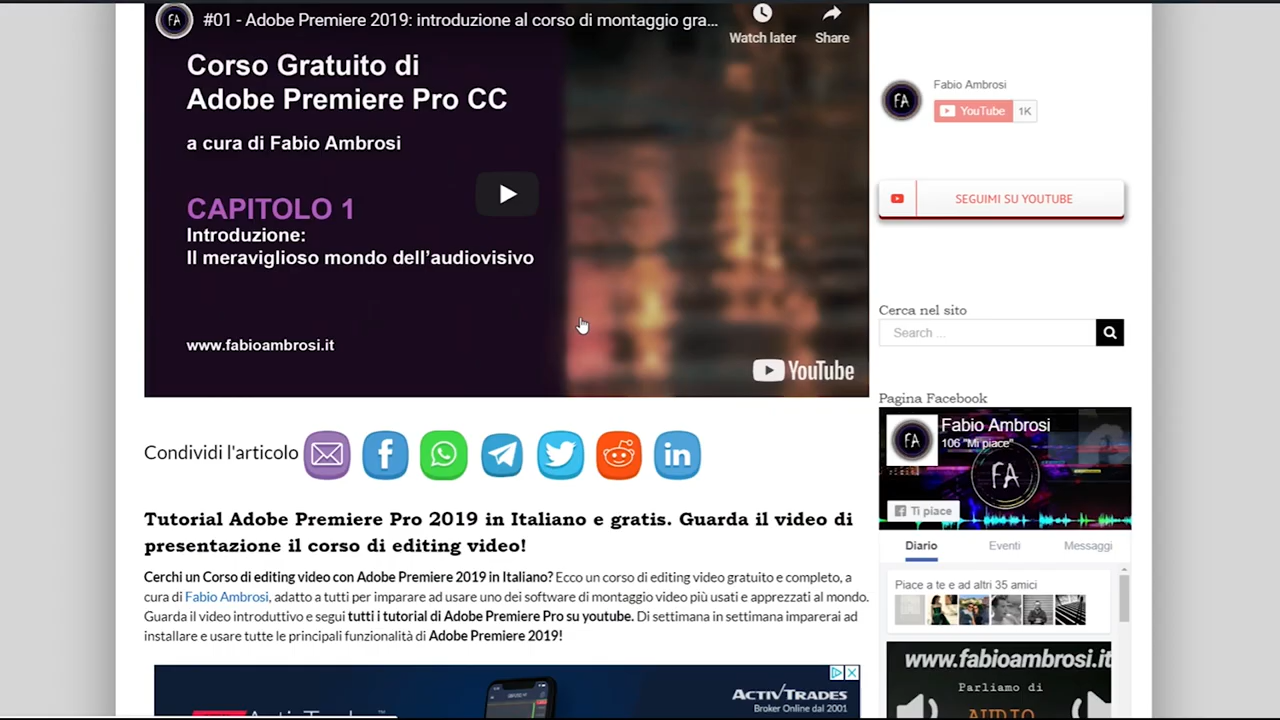 #01 - Adobe Premiere 2019: introduzione al corso di montaggio gra...
Watch later
Share
Corso Gratuito di
Adobe Premiere Pro CC
a cura di Fabio Ambrosi
CAPITOLO 1
Introduzione:
Il meraviglioso mondo dell'audiovisivo
www.fabioambrosi.it
YouTube
Condividi l'articolo
Tutorial Adobe Premiere Pro 2019 in Italiano e gratis. Guarda il video di
presentazione il corso di editing video!
Cerchi un Corso di editing video con Adobe Premiere 2019 in Italiano? Ecco un corso di editing video gratuito e completo, a
cura di Fabio Ambrosi, adatto a tutti per imparare ad usare uno dei software di montaggio video più usati e apprezzati al mondo.
Guarda il video introduttivo e segui tutti i tutorial di Adobe Premiere Pro su youtube. Di settimana in settimana imparerai ad
installare e usare tutte le principali funzionalità di Adobe Premiere 2019!
ACTIVTRADES
Broker Online dal 2001
Fabio Ambrosi
YouTube 1K
SEGUIMI SU YOUTUBE
Cerca nel sito
Search ...
Pagina Facebook
Fabio Ambrosi
106 "Mi piace"
FA
Ti piace
Diario
Eventi
Messaggi
Piace a te e ad altri 35 amici
www.fabioambrosi.it
Parliamo di
AUDIO